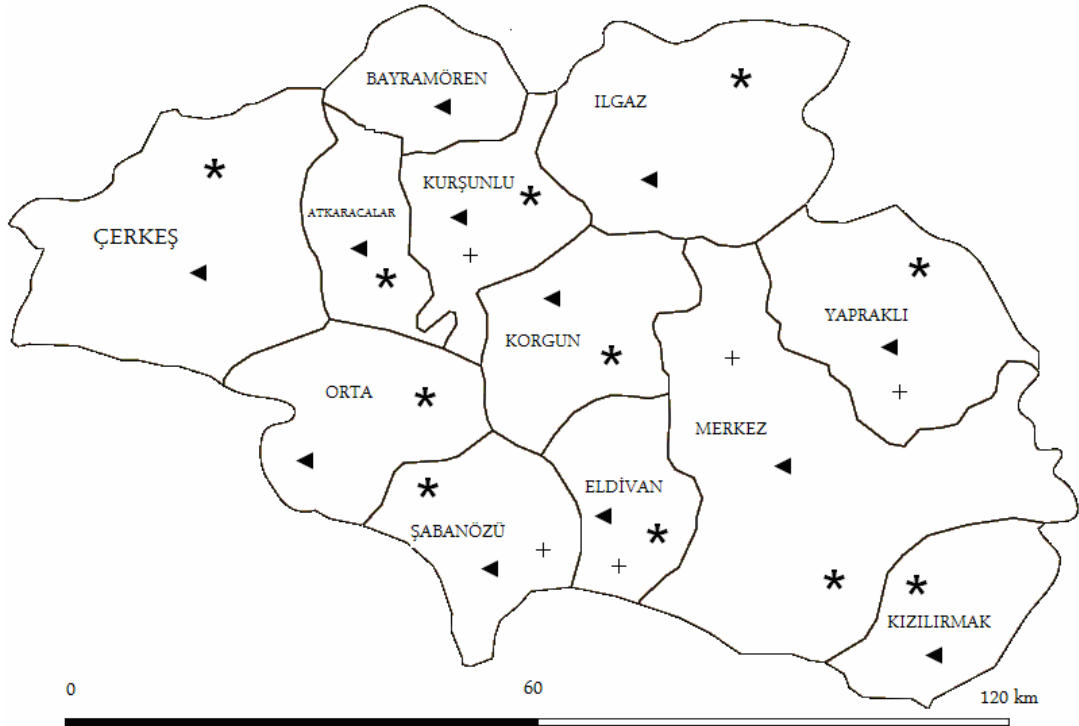 BAYRAMÖREN
ILGAZ
KURŞUNLU
ATKARACALAR
ÇERKEŞ
YAPRAKLI
KORGUN
ORTA
MERKEZ
ELDİVAN
ŞABANÖZÜ
KIZILIRMAK
0 60 120 km